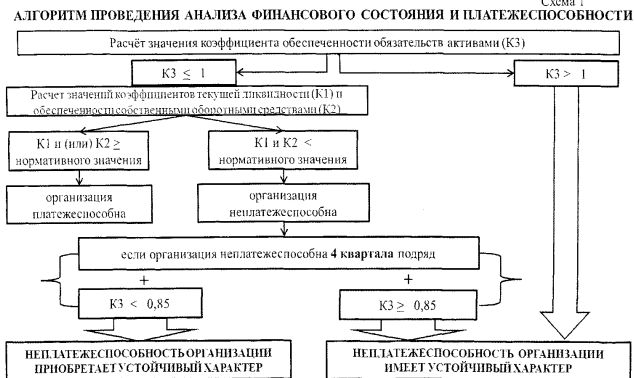 Схема 1
АЛГОРИТМ ПРОВЕДЕНИЯ АНАЛИЗА ФИНАНСОВОГО СОСТОЯНИЯ И ПЛАТЕЖЕСПОСОБНОСТИ
Расчёт значения коэффициента обеспеченности обязательств активами (К3)
К3 ≤ 1
К3 > 1
Расчет значений коэффициентов текущей ликвидности (К1) и
обеспеченности собственными оборотными средствами (К2)
К1 и (или) К2 ≥
нормативного значения
К1 и К2 <
нормативного значения
организация
платежеспособна
организация
неплатежеспособна
если организация неплатежеспособна 4 квартала подряд
+
+
К3 < 0,85
К3 ≥ 0,85
НЕПЛАТЕЖЕСПОСОБНОСТЬ ОРГАНИЗАЦИИ
ПРИОБРЕТАЕТ УСТОЙЧИВЫЙ ХАРАКТЕР
НЕПЛАТЕЖЕСПОСОБНОСТЬ ОРГАНИЗАЦИИ
ИМЕЕТ УСТОЙЧИВЫЙ ХАРАКТЕР